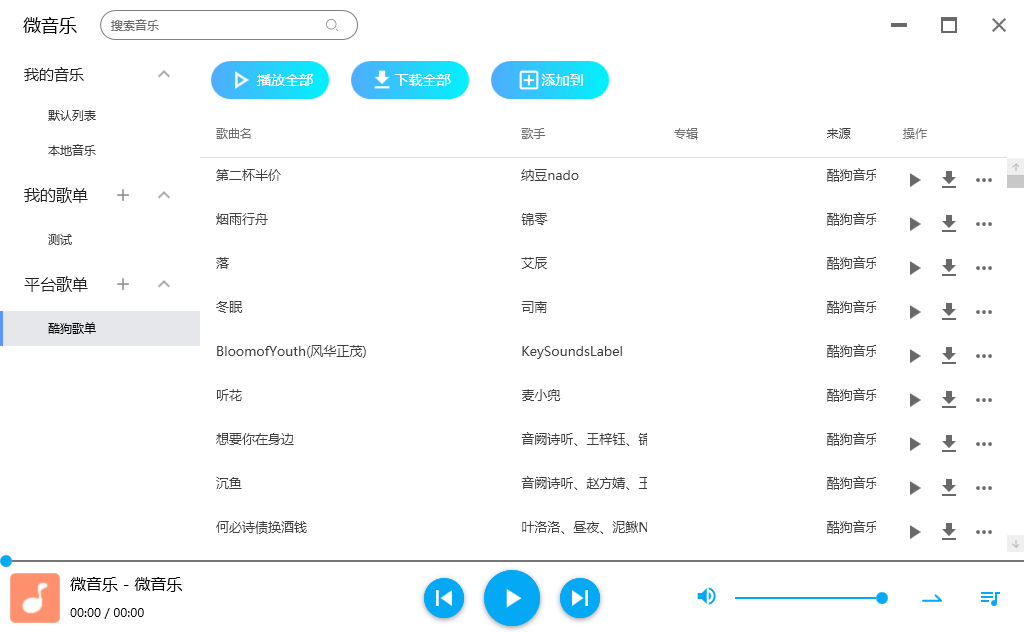 微音乐
搜索音乐
我的音乐
默认列表
本地音乐
我的歌单
测试
平台歌单
酷狗歌单
播放全部
下载全部
添加到
歌曲名 歌手 专辑 来源 操作
第二杯半价 纳豆nado 酷狗音乐
烟雨行舟 锦零 酷狗音乐
落 艾辰 酷狗音乐
冬眠 司南 酷狗音乐
BloomofYouth(风华正茂) KeySoundsLabel 酷狗音乐
听花 麦小兜 酷狗音乐
想要你在身边 音阙诗听、王梓钰、 酷狗音乐
沉鱼 音阙诗听、赵方婧、 酷狗音乐
何必诗债换酒钱 叶洛洛、昼夜、泥鳅N 酷狗音乐
微音乐 - 微音乐
00:00 / 00:00